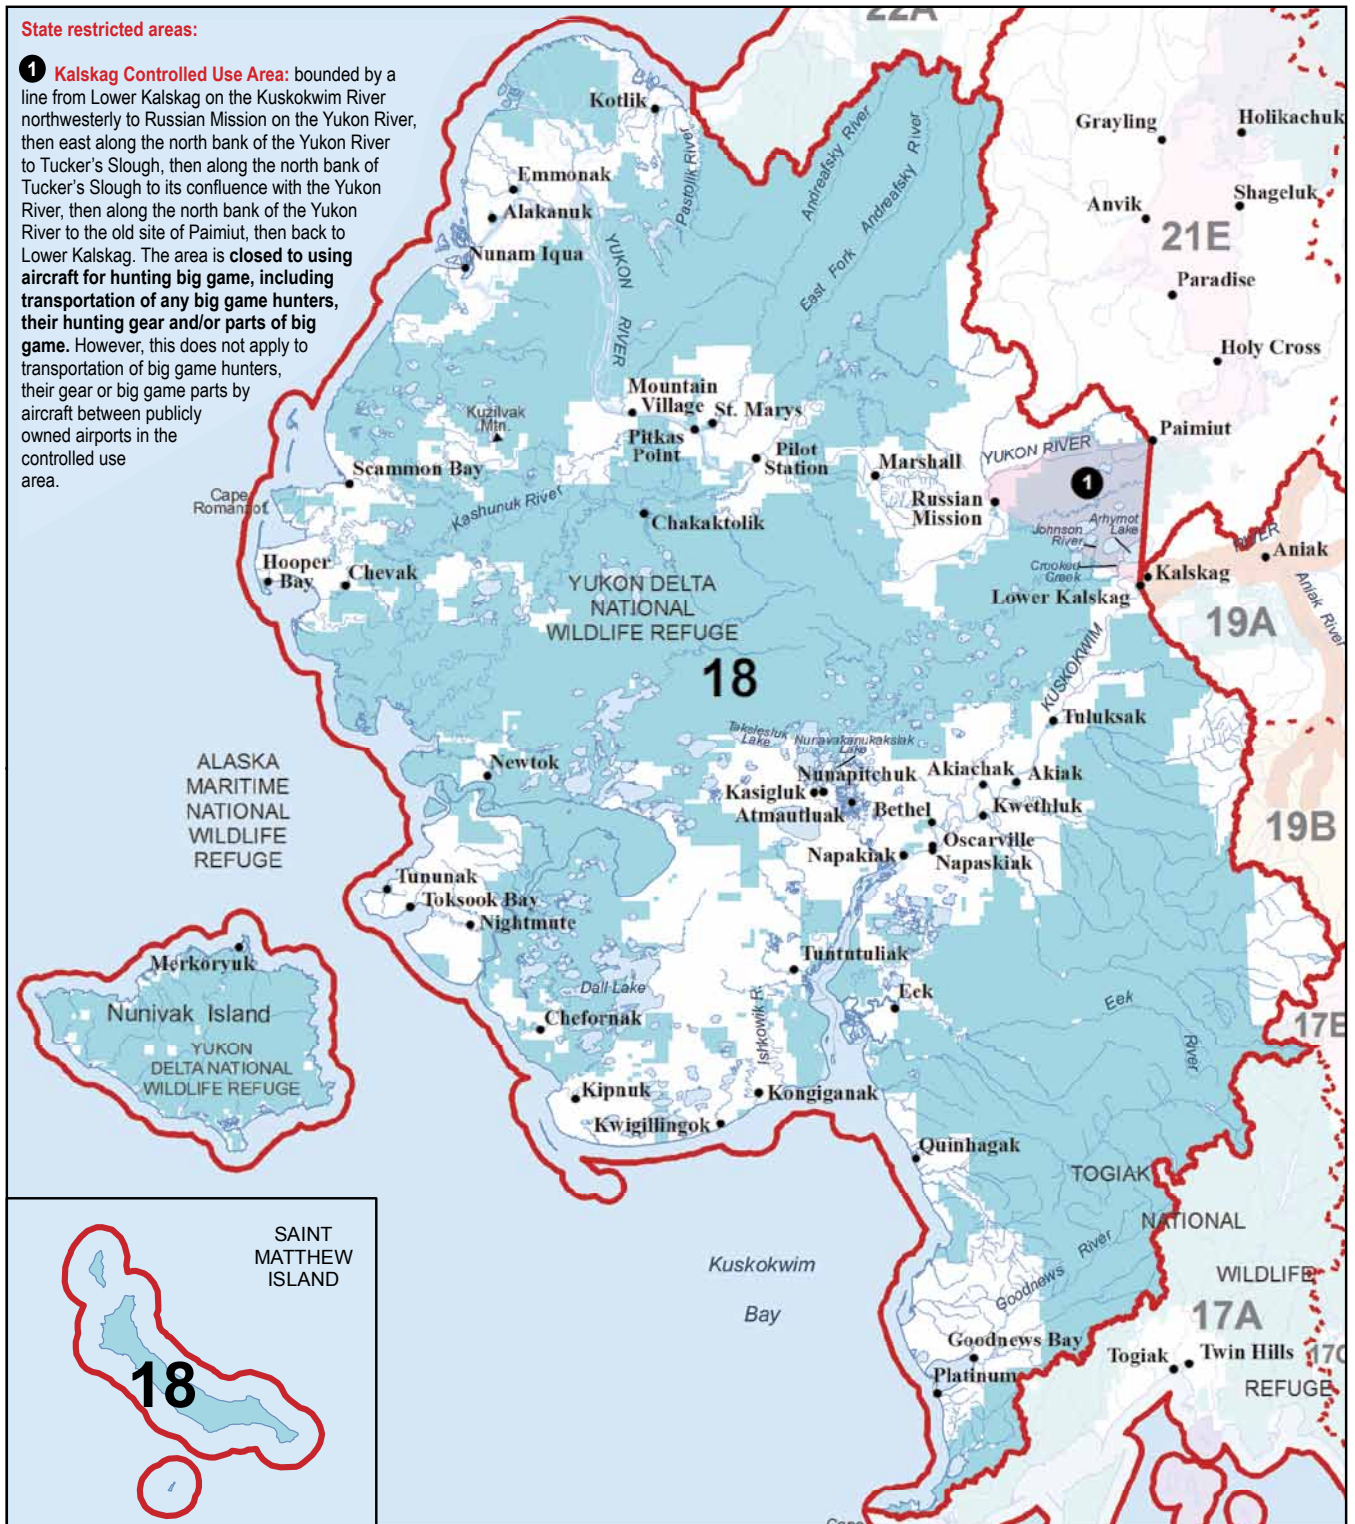 State restricted areas:
1 Kalskag Controlled Use Area: bounded by a
line from Lower Kalskag on the Kuskokwim River
northwesterly to Russian Mission on the Yukon River,
then east along the north bank of the Yukon River
to Tucker's Slough, then along the north bank of
Tucker's Slough to its confluence with the Yukon
River, then along the north bank of the Yukon
River to the old site of Paimiut, then back to
Lower Kalskag. The area is closed to using
aircraft for hunting big game, including
transportation of any big game hunters,
their hunting gear and/or parts of big
game. However, this does not apply to
transportation of big game hunters,
their gear or big game parts by
aircraft between publicly
owned airports in the
controlled use
area.
22A
Kotlik
Pastolik River
Andreafsky River
East Fork Andreafsky River
Grayling
Holikachuk
Emmonak
Alakanuk
Anvik
Shageluk
21E
Nunam Iqua
YUKON
RIVER
Paradise
Holy Cross
Kuzilvak
Mtn.
Mountain
Village
St. Marys
Pitkas
Point
Pilot
Station
Marshall
YUKON RIVER
Paimiut
1
Scammon Bay
Kashunuk River
Cape
Romanzof
Chakaktolik
Russian
Mission
Johnson
River
Arhymot
Lake
Crooked
Creek
RIVER
Aniak
Aniak River
Hooper
Bay
Chevak
Kalskag
Lower Kalskag
YUKON DELTA
NATIONAL
WILDLIFE REFUGE
19A
18
KUSKOKWIM
Tuluksak
Takslesluk
Lake
Nunavakanukakslak
Lake
ALASKA
MARITIME
NATIONAL
WILDLIFE
REFUGE
Newtok
Nunapitchuk
Akiachak
Akiak
Kasigluk
Atmautluak
Bethel
Kwethluk
19B
Oscarville
Napakiak
Napaskiak
Tununak
Toksook Bay
Nightmute
Merkoryuk
Tuntutuliak
Dall Lake
Eek
Eek
River
Nunivak Island
Chefornak
Ishkowik R.
17B
YUKON
DELTA NATIONAL
WILDLIFE REFUGE
Kipnuk
Kongiganak
Kwigillingok
Quinhagak
TOGIAK
NATIONAL
WILDLIFE
REFUGE
SAINT
MATTHEW
ISLAND
Kuskokwim
Bay
Goodnews River
17A
Goodnews Bay
Togiak
Twin Hills
17C
Platinum
18
Cape